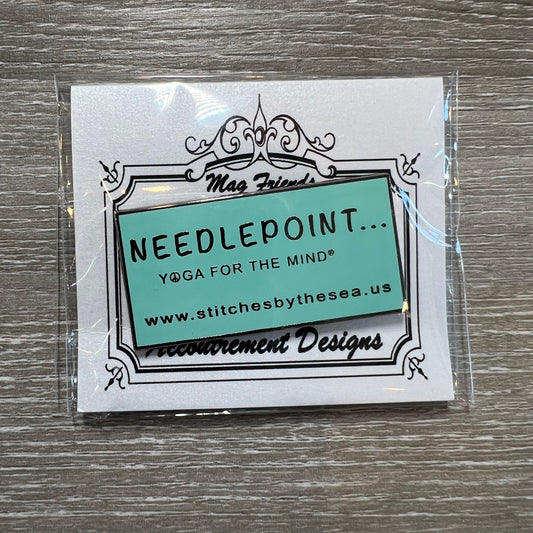 Mag Friends
NEEDLEPOINT...
YOGA FOR THE MIND®
www.stitchesbythesea.us
Accoutrement Designs